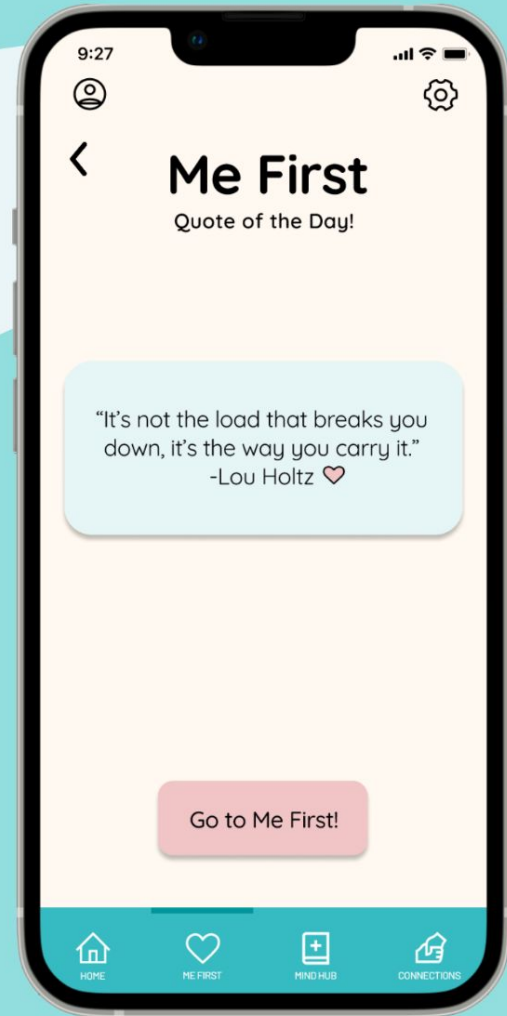 9:27
Me First
Quote of the Day!
“It’s not the load that breaks you
down, it’s the way you carry it.”
-Lou Holtz
Go to Me First!
HOME
ME FIRST
MIND HUB
CONNECTIONS